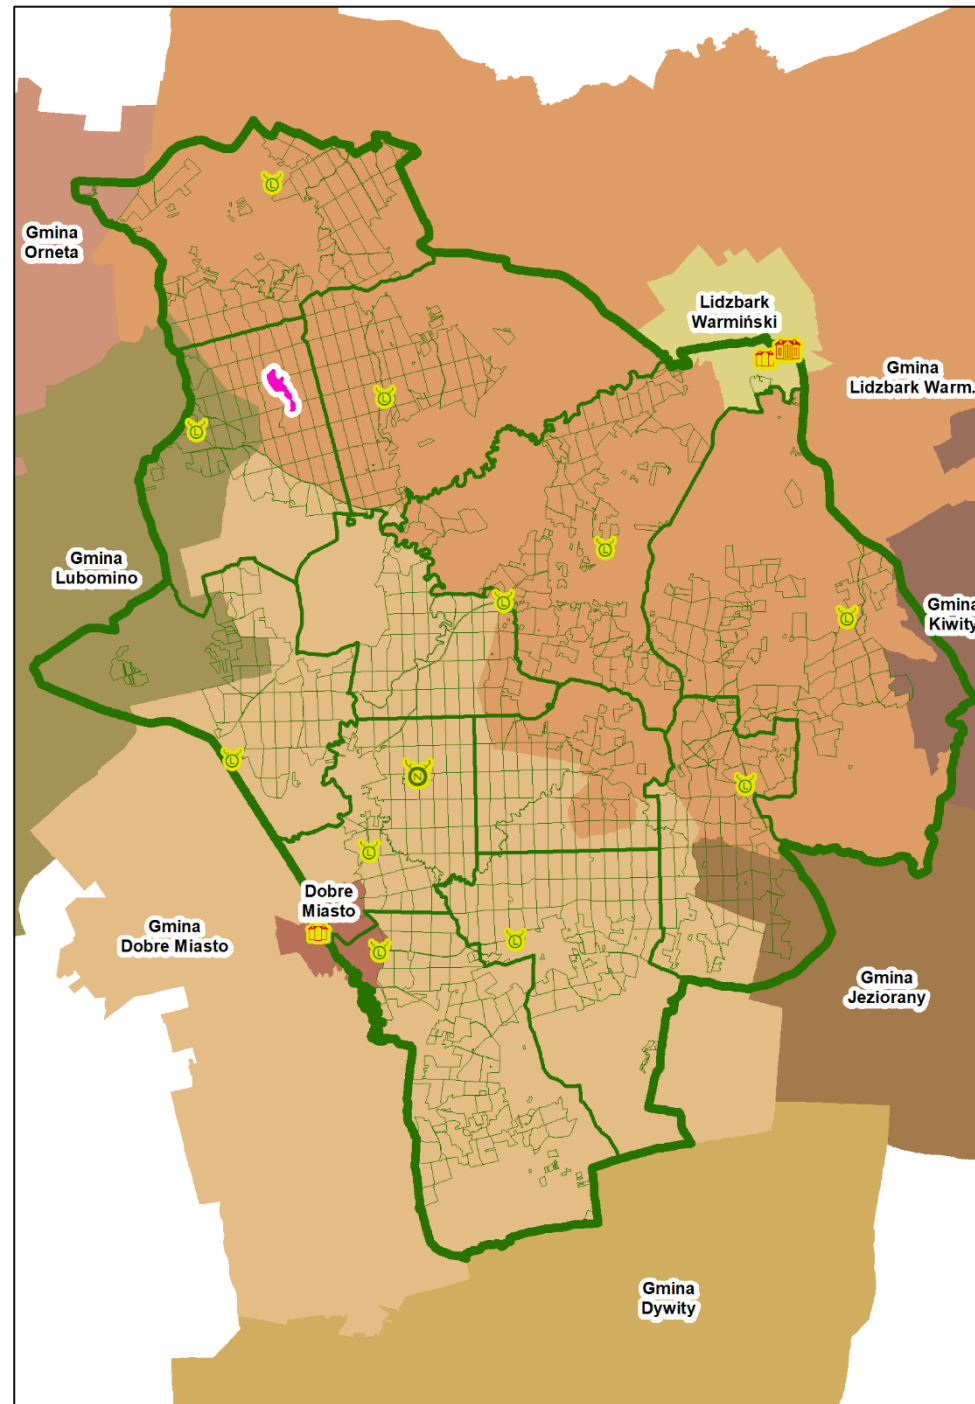 Gmina
Orneta
Lidzbark
Warmiński
Gmina
Lidzbark Warm.
Gmina
Lubomino
Gmina
Kiwity
Dobre
Miasto
Gmina
Dobre Miasto
Gmina
Jeziorany
Gmina
Dywity
L
L
L
L
L
L
L
N
L
L
L
L